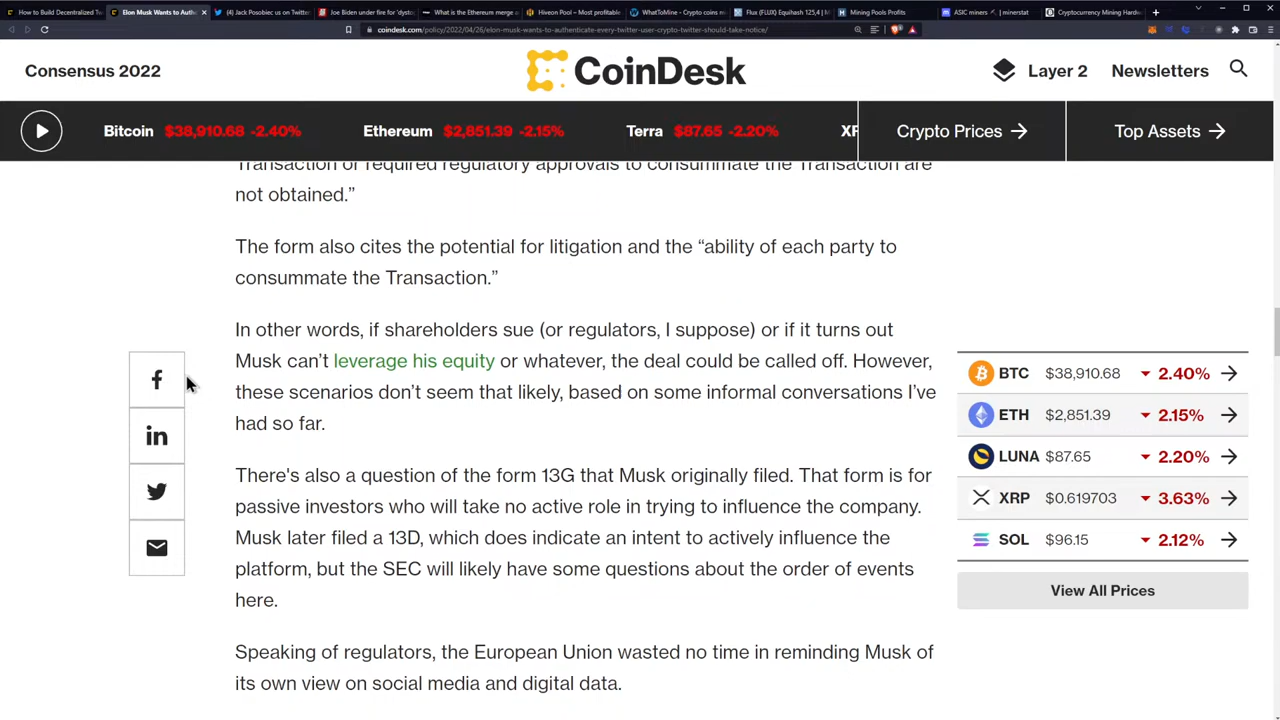 How to Build Decentralized Tw
Elon Musk Wants to Auth
(4) Jack Posobiec us on Twitter
Joe Biden under fire for 'dysto
What is the Ethereum merge
Hiveon Pool – Most profitable
WhatToMine - Crypto coins mi
Flux (FLUX) Equihash 125,4 | M
Mining Pools Profits
ASIC miners | minerstat
Cryptocurrency Mining Hardw
coindesk.com/policy/2022/04/26/elon-musk-wants-to-authenticate-every-twitter-user-crypto-twitter-should-take-notice/
Consensus 2022
CoinDesk
Layer 2
Newsletters
Bitcoin $38,910.68 -2.40%
Ethereum $2,851.39 -2.15%
Terra $87.65 -2.20%
XR
Crypto Prices →
Top Assets →
Transaction or required regulatory approvals to consummate the Transaction are
not obtained.”
The form also cites the potential for litigation and the “ability of each party to
consummate the Transaction.”
In other words, if shareholders sue (or regulators, I suppose) or if it turns out
Musk can’t leverage his equity or whatever, the deal could be called off. However,
these scenarios don’t seem that likely, based on some informal conversations I’ve
had so far.
There's also a question of the form 13G that Musk originally filed. That form is for
passive investors who will take no active role in trying to influence the company.
Musk later filed a 13D, which does indicate an intent to actively influence the
platform, but the SEC will likely have some questions about the order of events
here.
Speaking of regulators, the European Union wasted no time in reminding Musk of
its own view on social media and digital data.
BTC $38,910.68 2.40% →
ETH $2,851.39 2.15% →
LUNA $87.65 2.20% →
XRP $0.619703 3.63% →
SOL $96.15 2.12% →
View All Prices